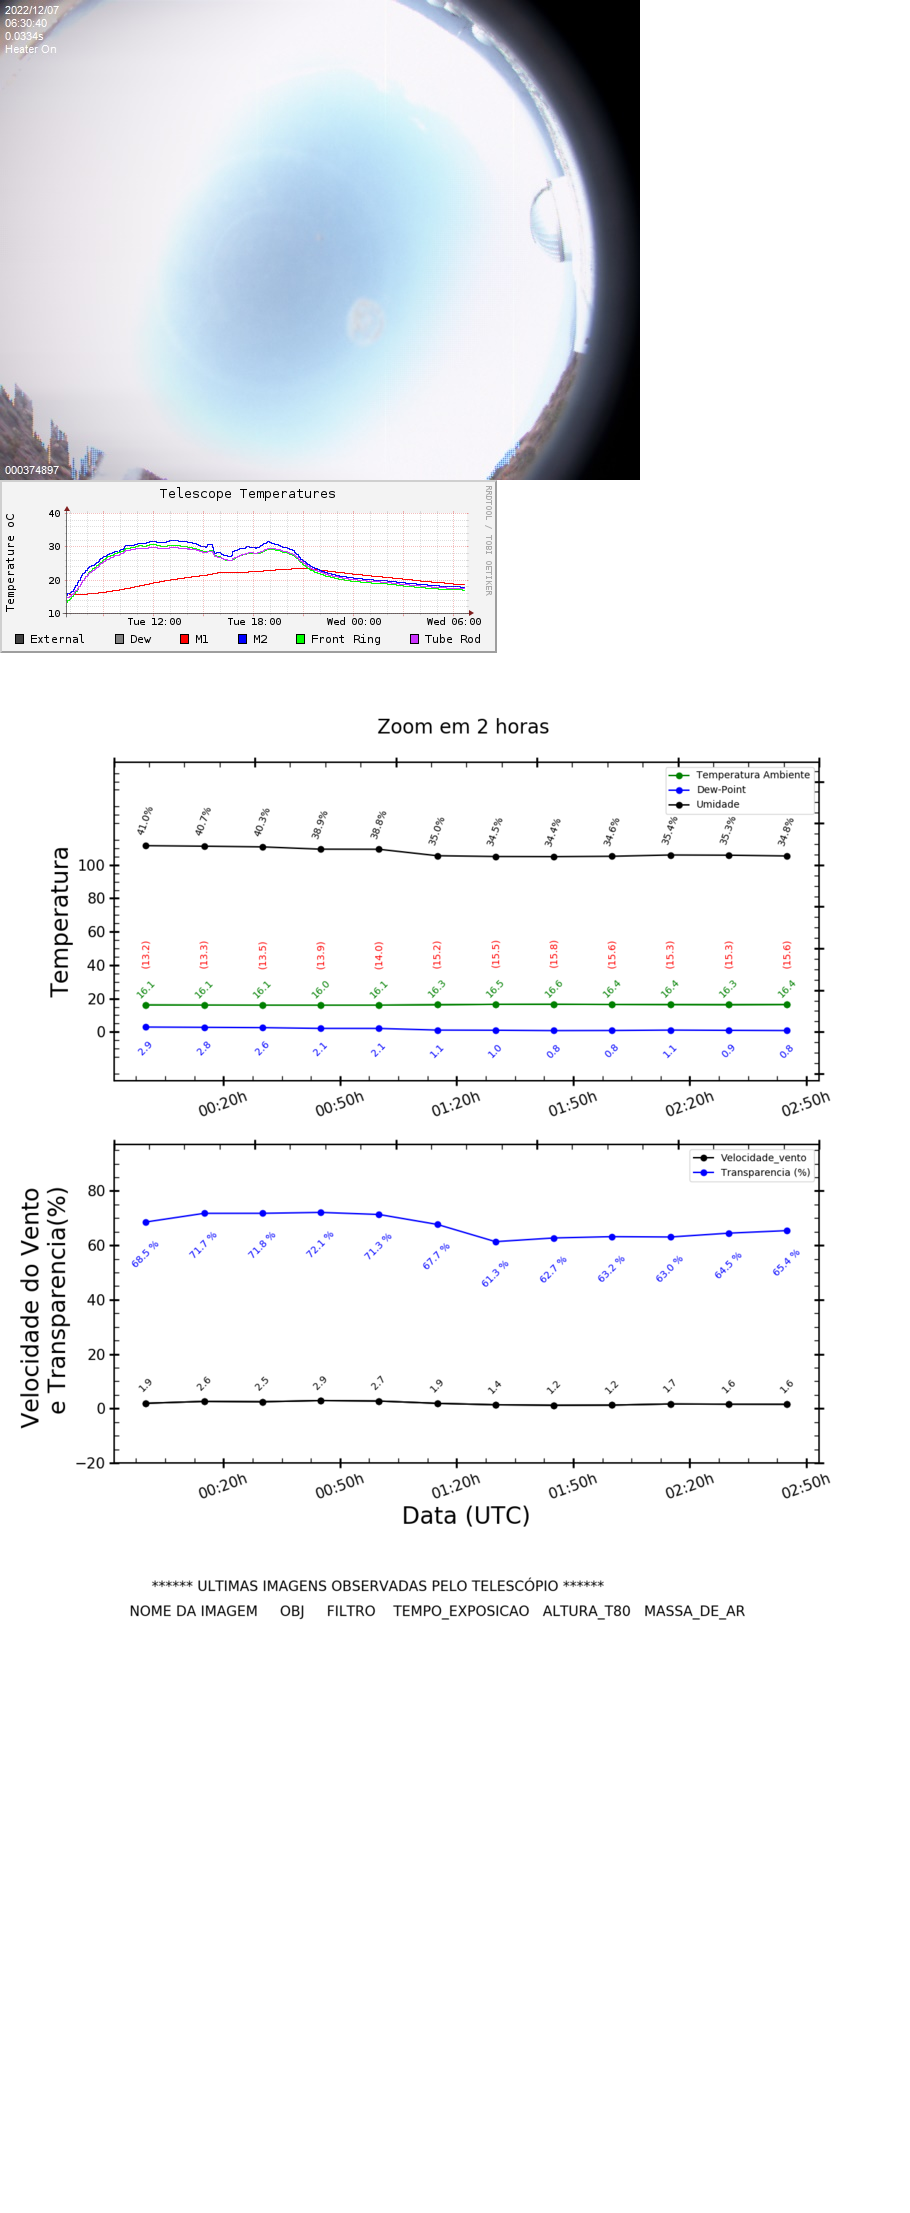 2022/12/07
06:30:40
0.0334s
Heater On
000374897
Telescope Temperatures
RRDTOOL / TOBI OETIKER
Temperature oC
40
30
20
10
Tue 12:00 Tue 18:00 Wed 00:00 Wed 06:00
External Dew M1 M2 Front Ring Tube Rod
Zoom em 2 horas
Temperatura Ambiente
Dew-Point
Umidade
41.0% 40.7% 40.3% 38.9% 38.8% 35.0% 34.5% 34.4% 34.6% 35.4% 35.3% 34.8%
Temperatura
100
80
60
40
20
0
(13.2) (13.3) (13.5) (13.9) (14.0) (15.2) (15.5) (15.8) (15.6) (15.3) (15.3) (15.6)
16.1 16.1 16.1 16.0 16.1 16.3 16.5 16.6 16.4 16.4 16.3 16.4
2.9 2.8 2.6 2.1 2.1 1.1 1.0 0.8 0.8 1.1 0.9 0.8
00:20h 00:50h 01:20h 01:50h 02:20h 02:50h
Velocidade_vento
Transparencia (%)
Velocidade do Vento
e Transparencia(%)
80
60
40
20
0
−20
68.5 % 71.7 % 71.8 % 72.1 % 71.3 % 67.7 % 61.3 % 62.7 % 63.2 % 63.0 % 64.5 % 65.4 %
1.9 2.6 2.5 2.9 2.7 1.9 1.4 1.2 1.2 1.7 1.6 1.6
00:20h 00:50h 01:20h 01:50h 02:20h 02:50h
Data (UTC)
****** ULTIMAS IMAGENS OBSERVADAS PELO TELESCÓPIO ******
NOME DA IMAGEM OBJ FILTRO TEMPO_EXPOSICAO ALTURA_T80 MASSA_DE_AR